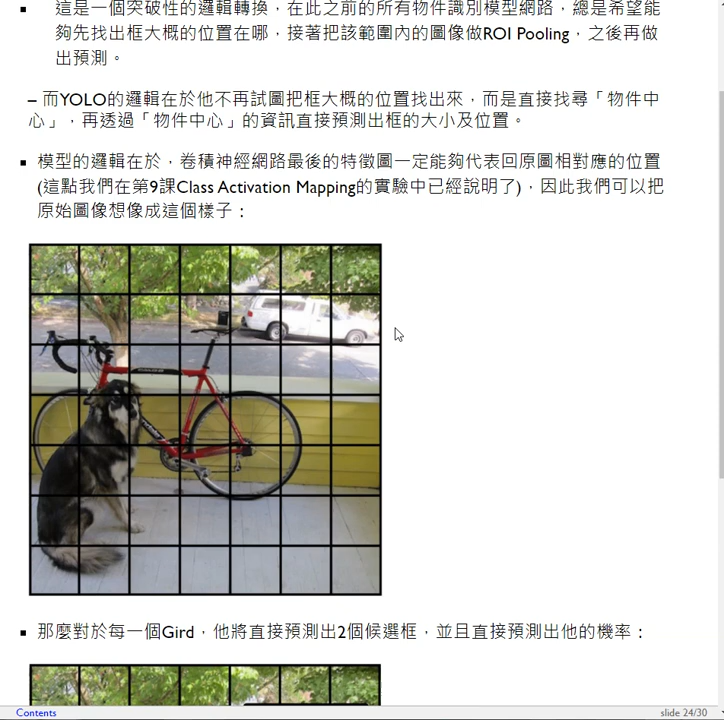 這是一個突破性的邏輯轉換，在此之前的所有物件識別模型網路，總是希望能
夠先找出框大概的位置在哪，接著把該範圍內的圖像做ROI Pooling，之後再做
出預測。
– 而YOLO的邏輯在於他不再試圖把框大概的位置找出來，而是直接找尋「物件中
心」，再透過「物件中心」的資訊直接預測出框的大小及位置。
模型的邏輯在於，卷積神經網路最後的特徵圖一定能夠代表回原圖相對應的位置
(這點我們在第9課Class Activation Mapping的實驗中已經說明了)，因此我們可以把
原始圖像想像成這個樣子：
那麼對於每一個Gird，他將直接預測出2個候選框，並且直接預測出他的機率：
Contents
slide 24/30